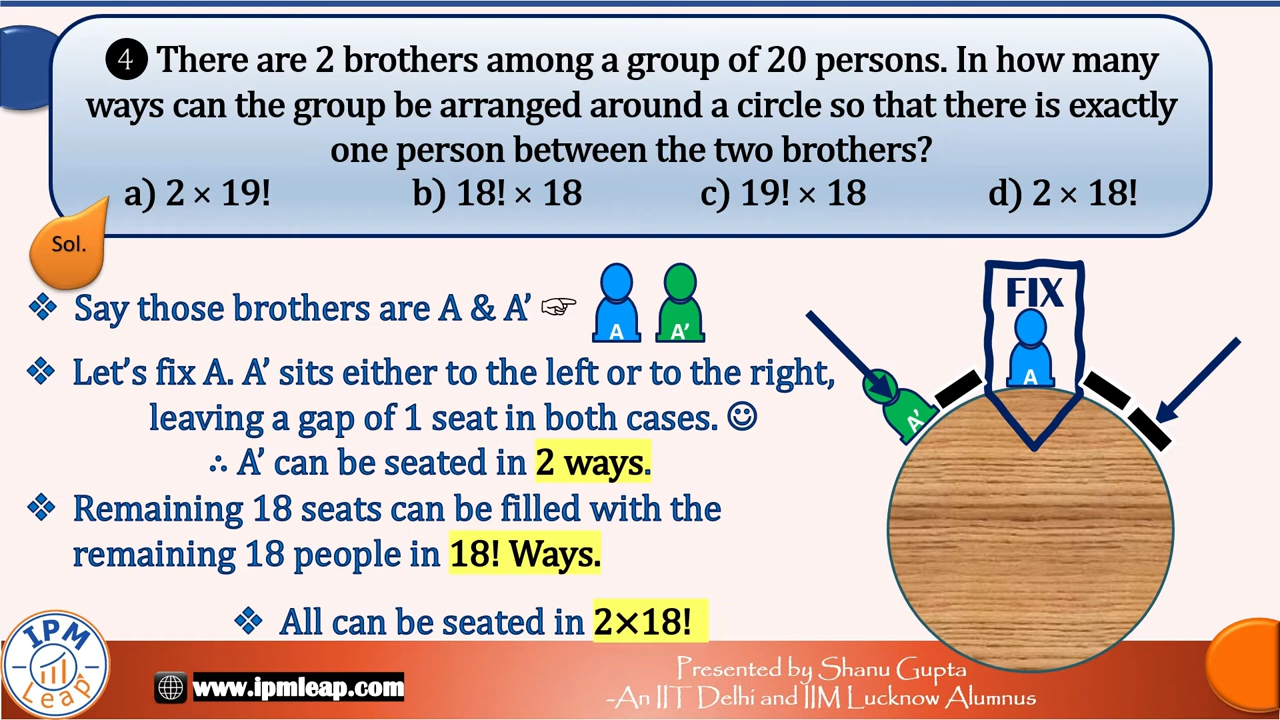 ❹ There are 2 brothers among a group of 20 persons. In how many
ways can the group be arranged around a circle so that there is exactly
one person between the two brothers?
a) 2 × 19! b) 18! × 18 c) 19! × 18 d) 2 × 18!
Sol.
❖ Say those brothers are A & A’ ☞
A A’
❖ Let’s fix A. A’ sits either to the left or to the right,
leaving a gap of 1 seat in both cases. ☺
∴ A’ can be seated in 2 ways.
❖ Remaining 18 seats can be filled with the
remaining 18 people in 18! Ways.
❖ All can be seated in 2×18!
FIX
A
A’
IPM
Leap
www.ipmleap.com
Presented by Shanu Gupta
-An IIT Delhi and IIM Lucknow Alumnus